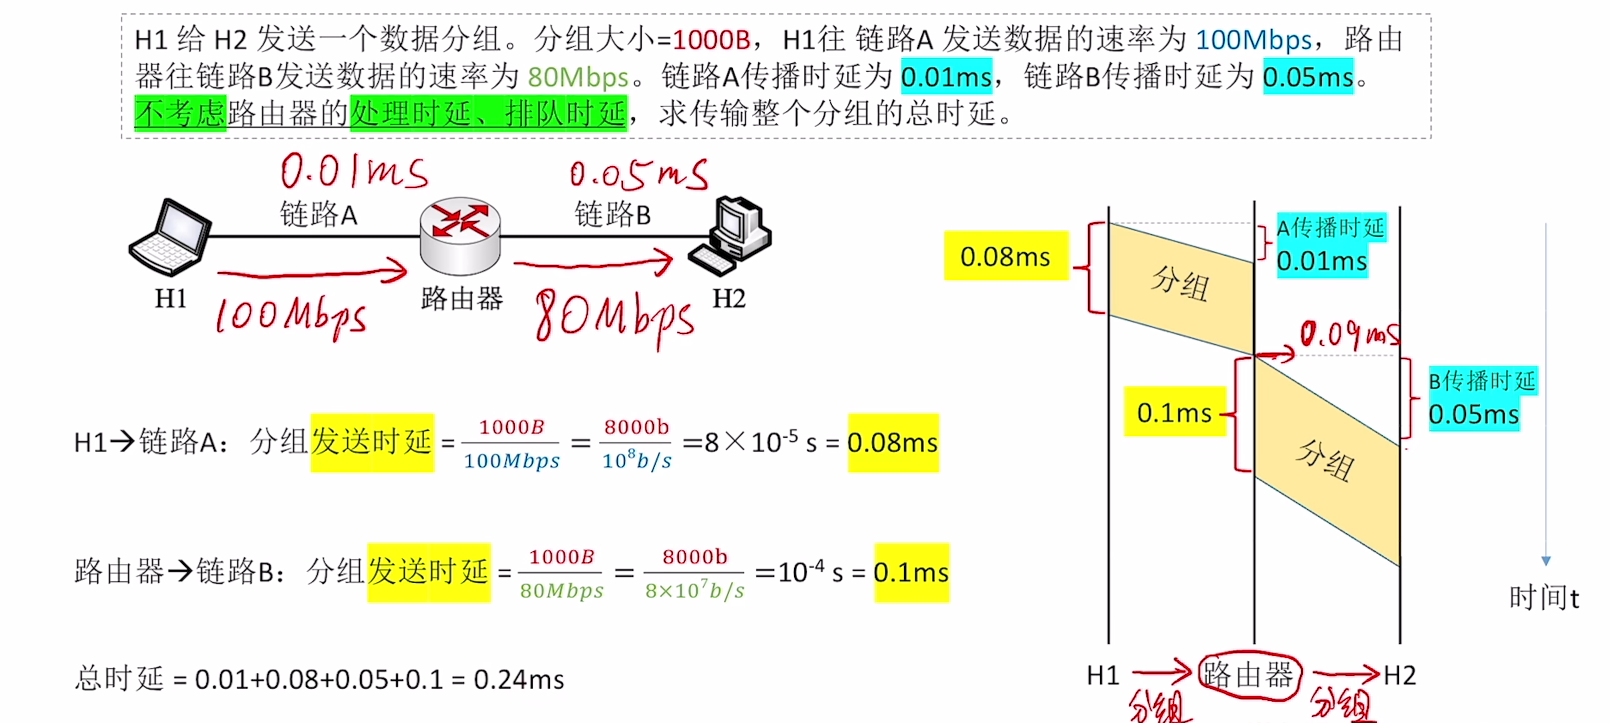 H1 给 H2 发送一个数据分组。分组大小=1000B，H1往 链路A 发送数据的速率为 100Mbps，路由
器往链路B发送数据的速率为 80Mbps。链路A传播时延为 0.01ms，链路B传播时延为 0.05ms。
不考虑路由器的处理时延、排队时延，求传输整个分组的总时延。
0.01ms
0.05ms
链路A
链路B
H1
路由器
H2
100Mbps
80Mbps
H1→链路A：分组发送时延 = 1000B/100Mbps = 8000b/10⁸b/s =8×10⁻⁵ s = 0.08ms
路由器→链路B：分组发送时延 = 1000B/80Mbps = 8000b/8×10⁷b/s =10⁻⁴ s = 0.1ms
总时延 = 0.01+0.08+0.05+0.1 = 0.24ms
0.08ms
A传播时延
0.01ms
分组
0.09ms
0.1ms
B传播时延
0.05ms
分组
时间t
H1
路由器
H2
分组
分组